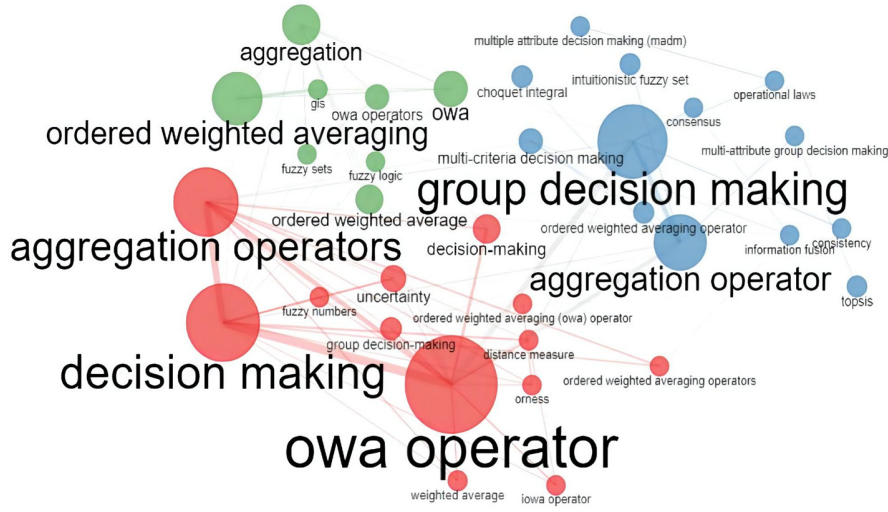 multiple attribute decision making (madm)
aggregation
intuitionistic fuzzy set
choquet integral
operational laws
gis
owa operators
owa
consensus
ordered weighted averaging
multi-attribute group decision making
multi-criteria decision making
fuzzy sets
fuzzy logic
group decision making
ordered weighted average
ordered weighted averaging operator
aggregation operators
decision-making
information fusion
consistency
aggregation operator
uncertainty
topsis
fuzzy numbers
ordered weighted averaging (owa) operator
group decision-making
distance measure
decision making
ordered weighted averaging operators
orness
owa operator
weighted average
iowa operator